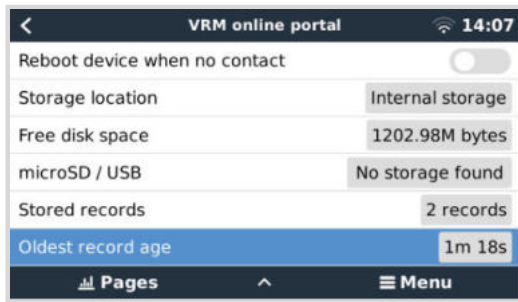 VRM online portal 14:07
Reboot device when no contact
Storage location Internal storage
Free disk space 1202.98M bytes
microSD / USB No storage found
Stored records 2 records
Oldest record age 1m 18s
Pages Menu